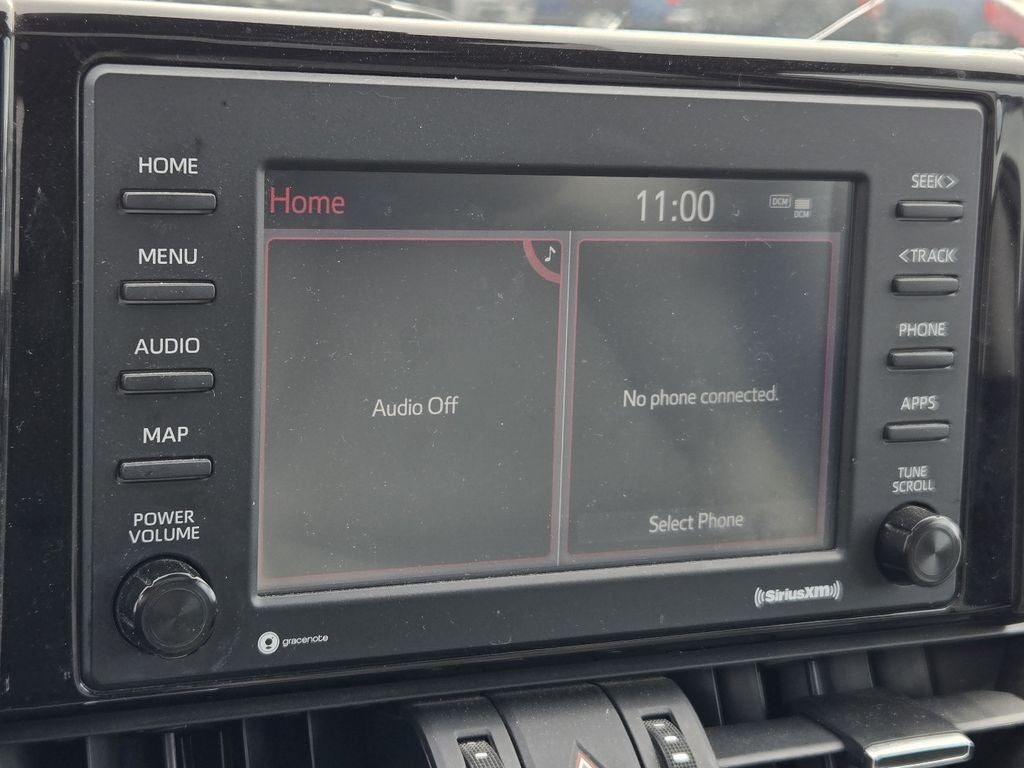 HOME
MENU
AUDIO
MAP
POWER
VOLUME
Home
11:00
DCM
DCM
♪
Audio Off
No phone connected.
Select Phone
gracenote
((SiriusXM))
SEEK>
<TRACK
PHONE
APPS
TUNE
SCROLL